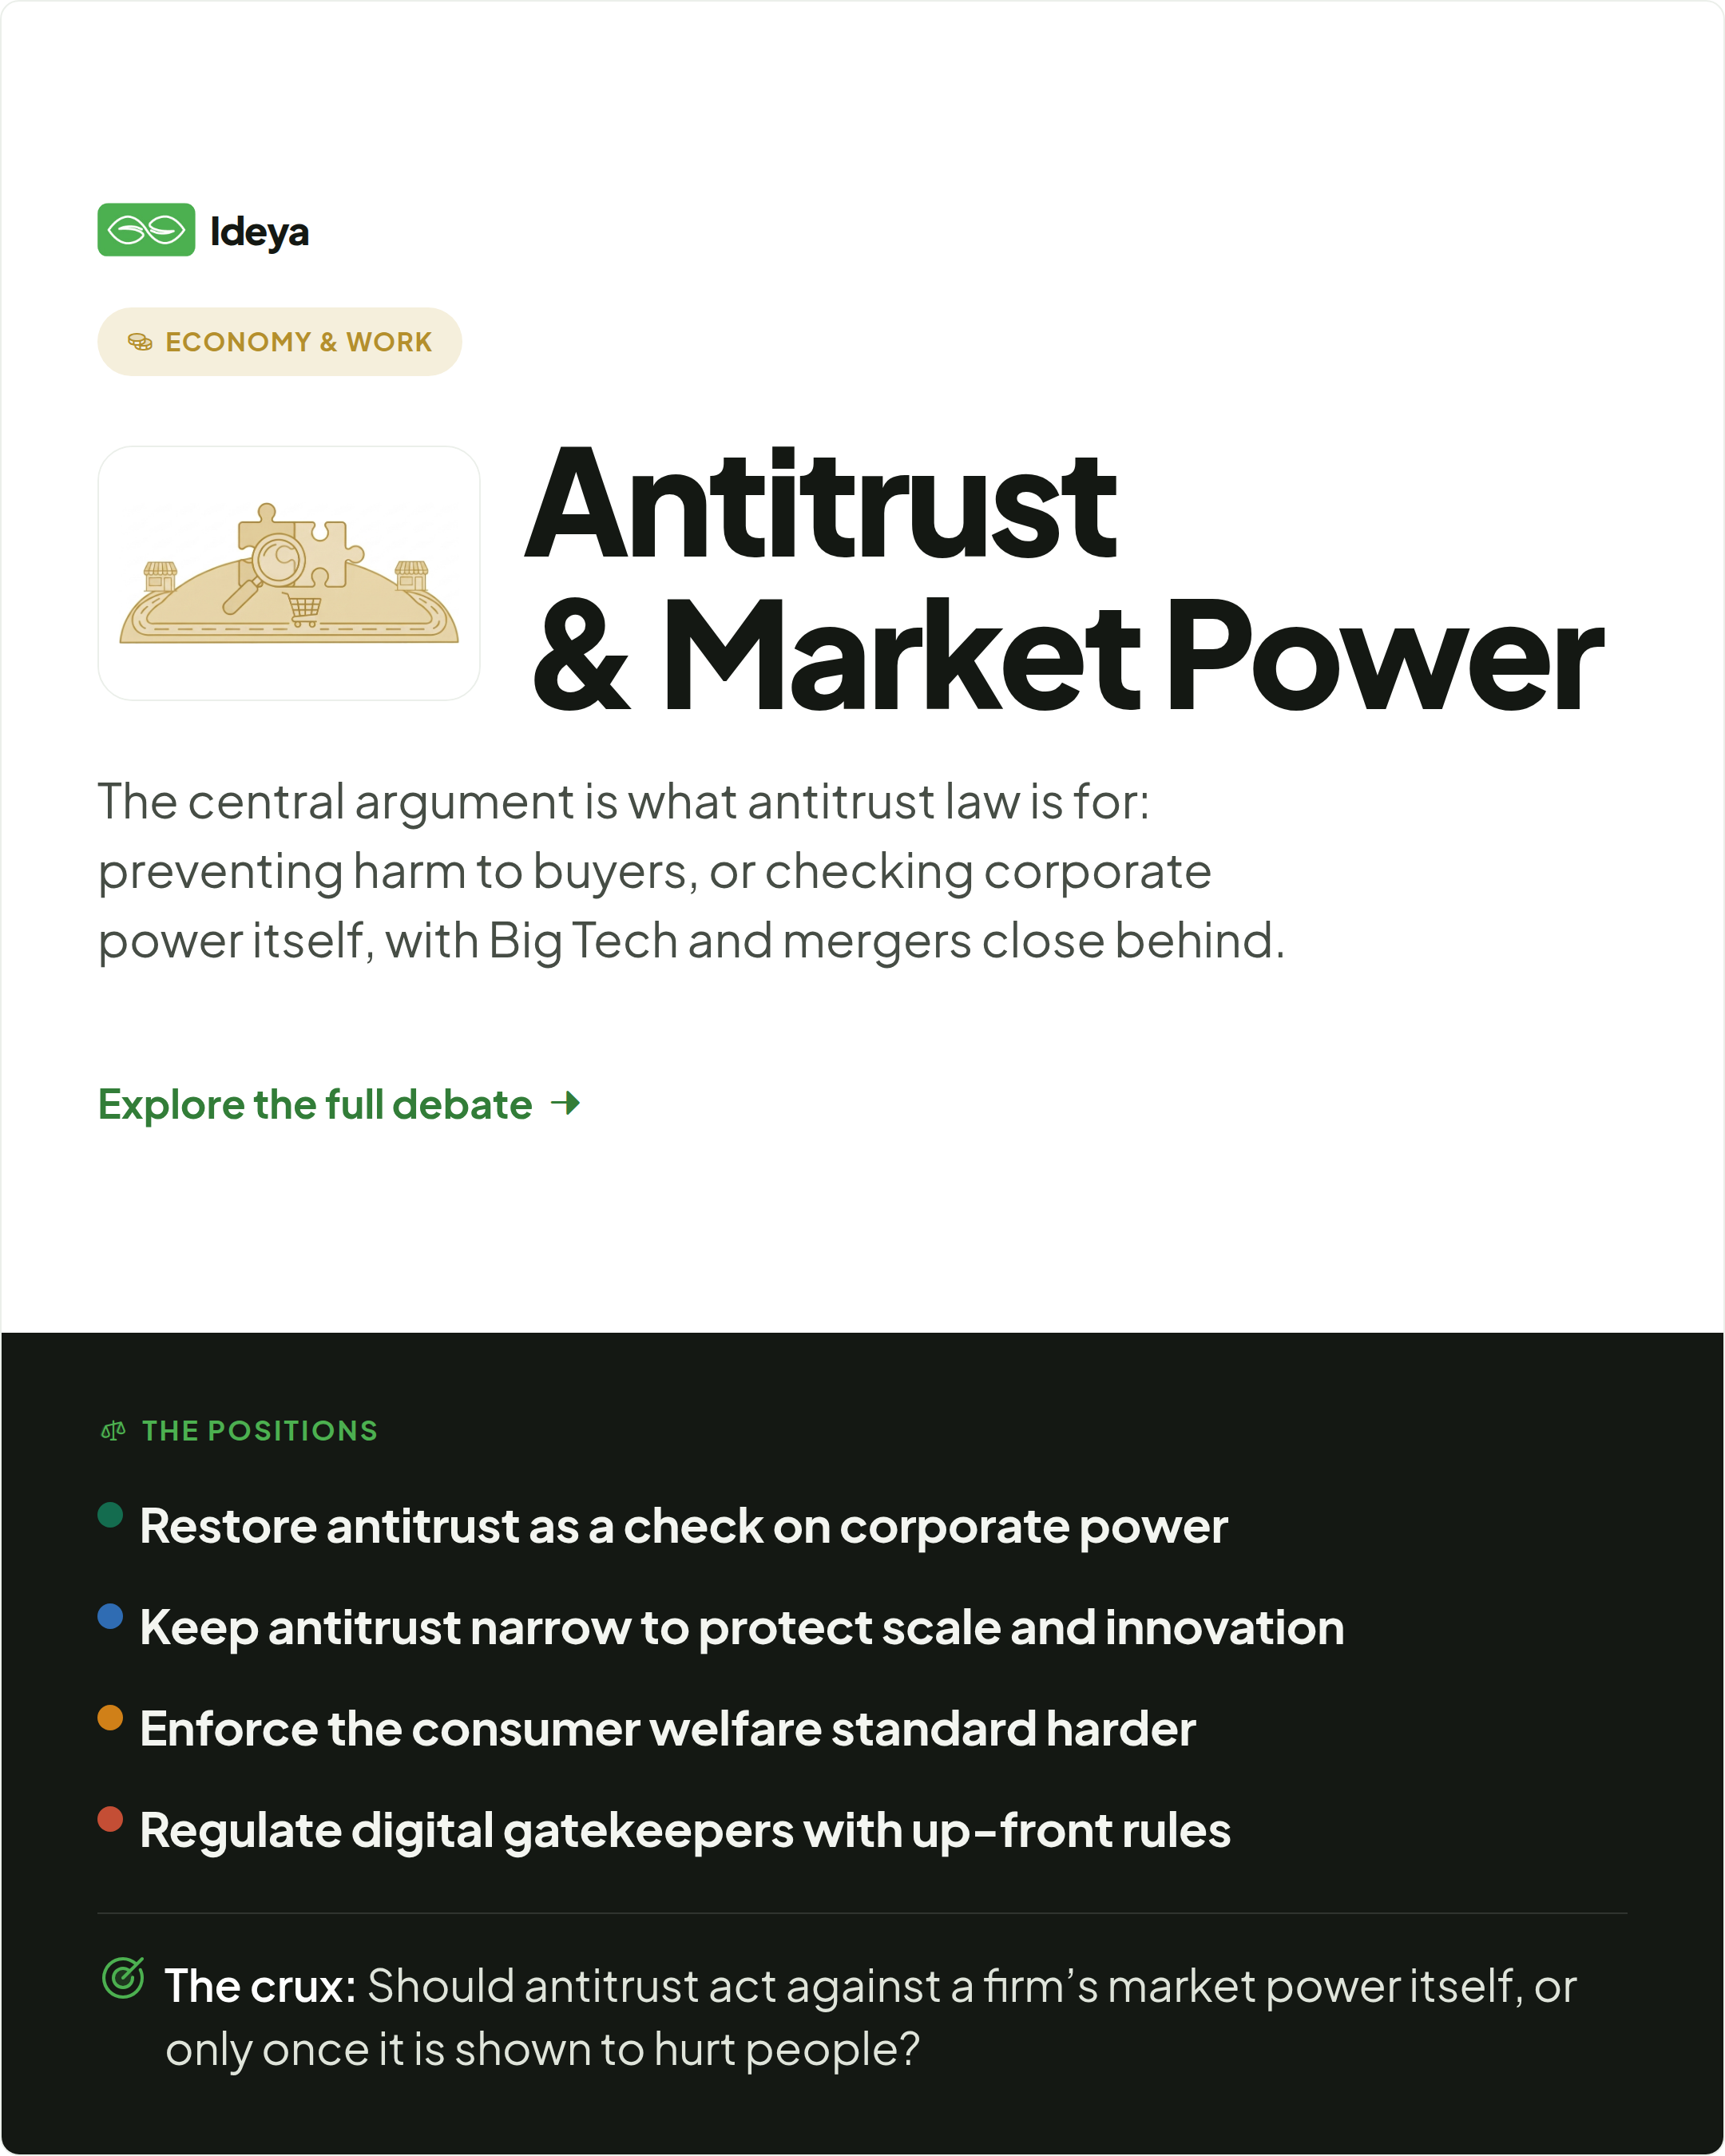 Ideya
ECONOMY & WORK
Antitrust
& Market Power
The central argument is what antitrust law is for:
preventing harm to buyers, or checking corporate
power itself, with Big Tech and mergers close behind.
Explore the full debate
THE POSITIONS
Restore antitrust as a check on corporate power
Keep antitrust narrow to protect scale and innovation
Enforce the consumer welfare standard harder
Regulate digital gatekeepers with up-front rules
The crux: Should antitrust act against a firm’s market power itself, or
only once it is shown to hurt people?